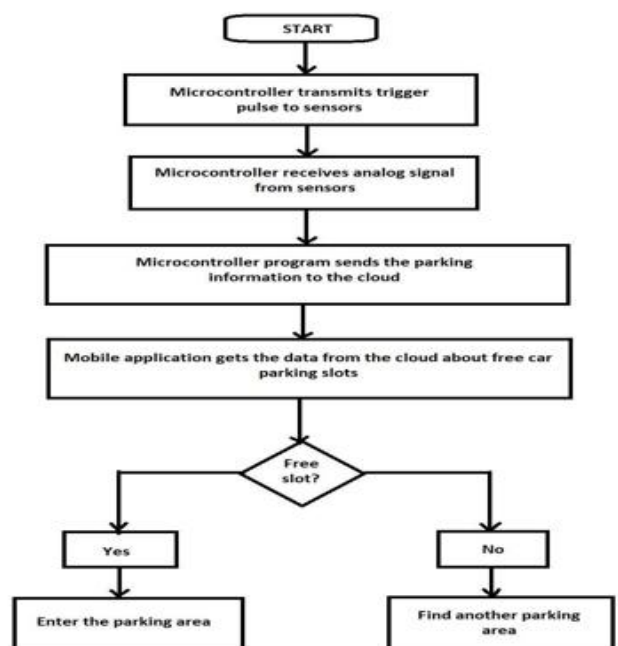 START
Microcontroller transmits trigger
pulse to sensors
Microcontroller receives analog signal
from sensors
Microcontroller program sends the parking
information to the cloud
Mobile application gets the data from the cloud about free car
parking slots
Free
slot?
Yes
No
Enter the parking area
Find another parking
area